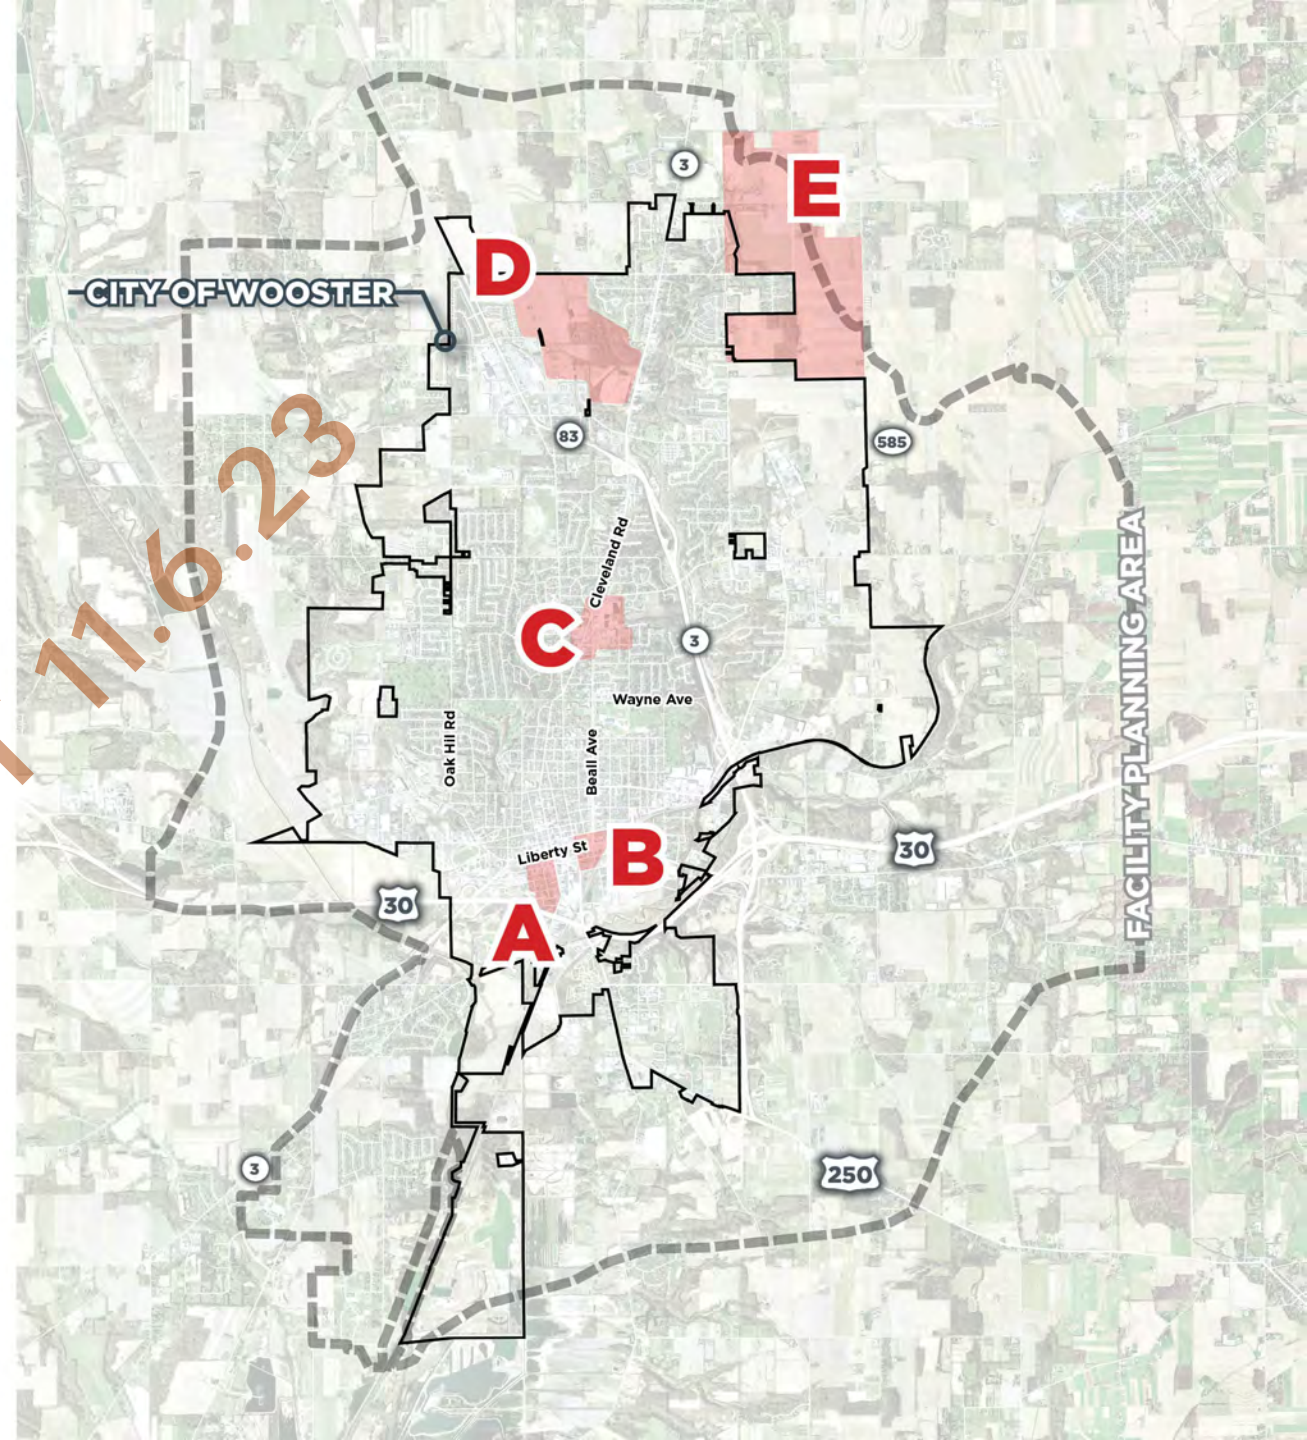 3
E
D
CITY OF WOOSTER
83
585
11.6.23
Cleveland Rd
C
3
Wayne Ave
Oak Hil Rd
Beall Ave
FACILITY PLANNING AREA
Liberty St
B
30
30
A
3
250